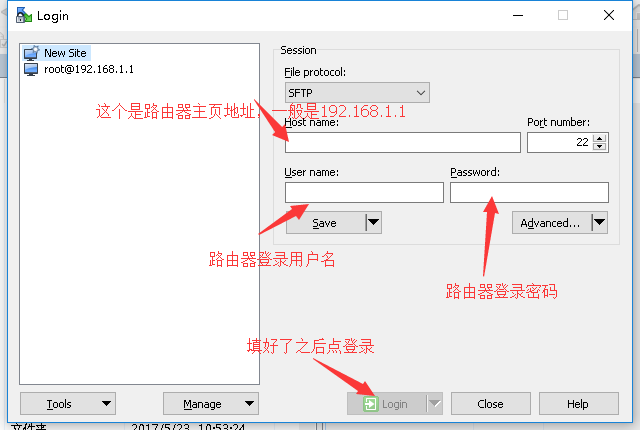 Login
New Site
root@192.168.1.1
Session
File protocol:
SFTP
这个是路由器主页地址，一般是192.168.1.1
Host name:
Port number:
22
User name:
Password:
Save
Advanced...
路由器登录用户名
路由器登录密码
填好了之后点登录
Tools
Manage
Login
Close
Help
文件夹
2017/5/23 10:53:24